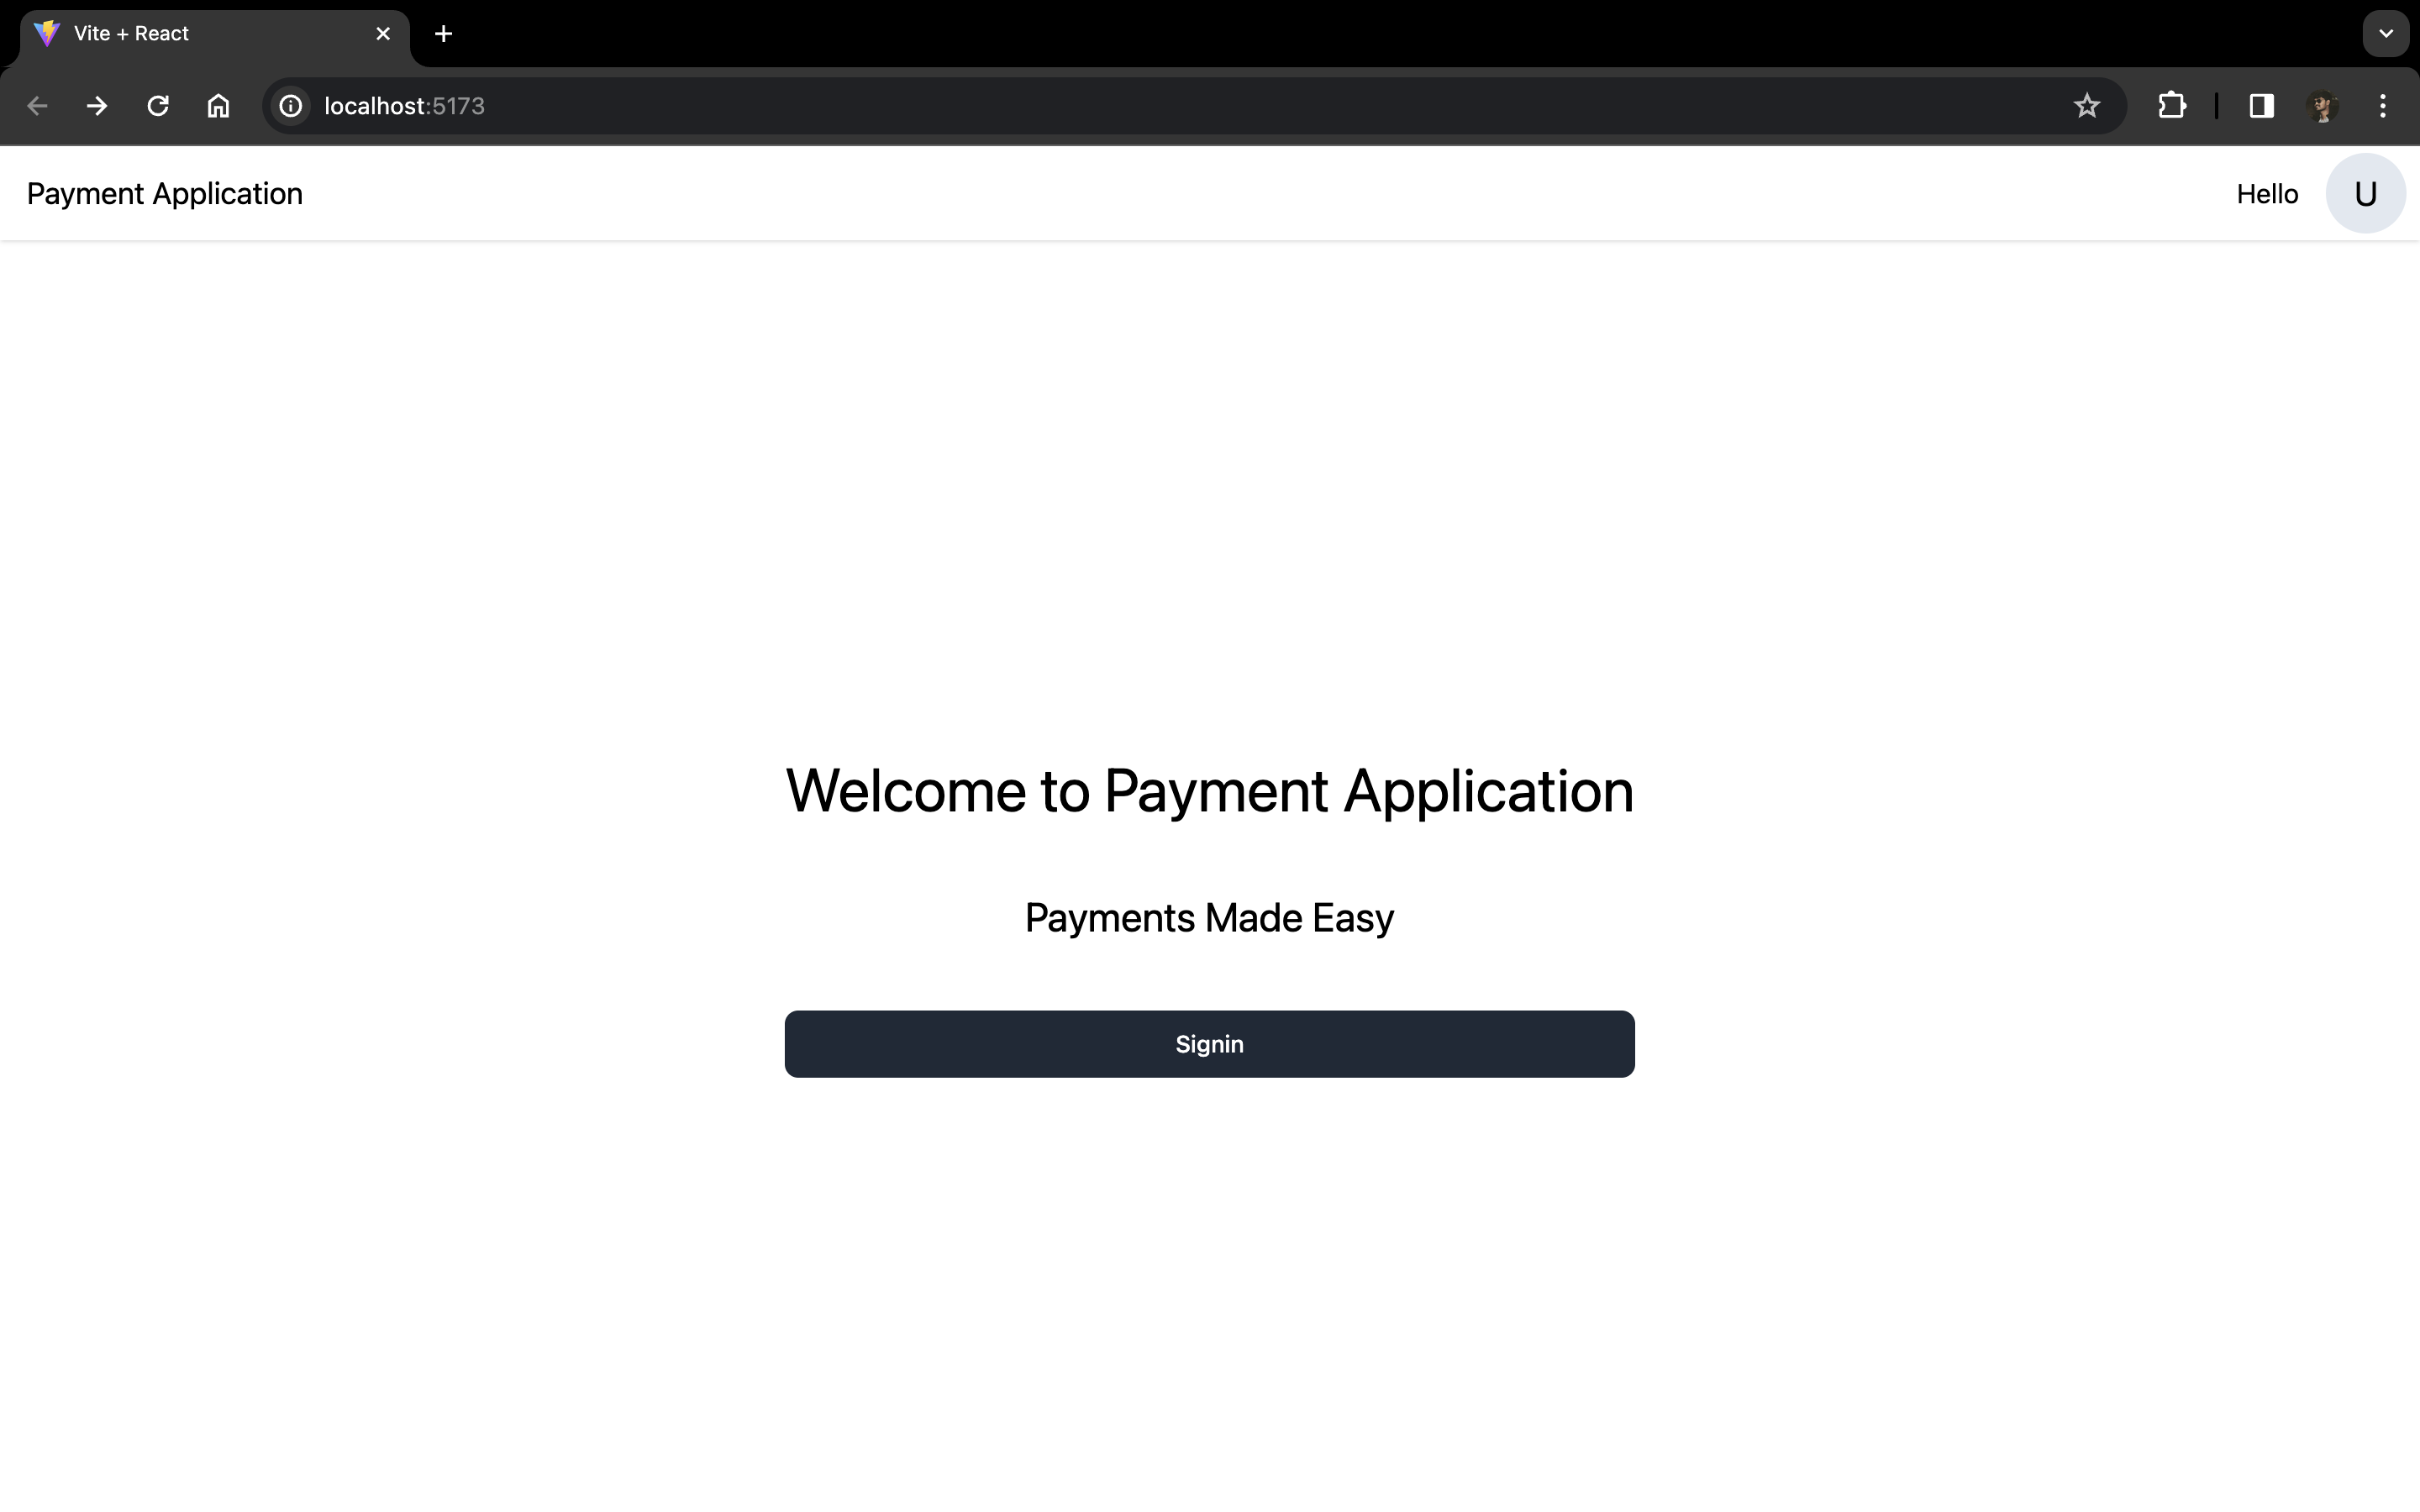 Vite + React
localhost:5173
Payment Application
Hello
U
Welcome to Payment Application
Payments Made Easy
Signin